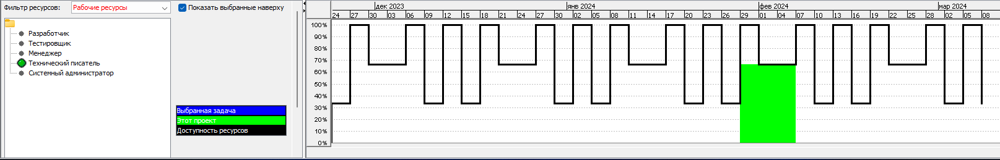 Фильтр ресурсов: Рабочие ресурсы Показать выбранные наверху
Разработчик
Тестировщик
Менеджер
Технический писатель
Системный администратор
Выбранная задача
Этот проект
Доступность ресурсов
дек 2023 янв 2024 фев 2024 мар 2024
24 27 30 03 06 09 12 15 18 21 24 27 30 02 05 08 11 14 17 20 23 26 29 01 04 07 10 13 16 19 22 25 28 02 05 08
100%
90%
80%
70%
60%
50%
40%
30%
20%
10%
0%